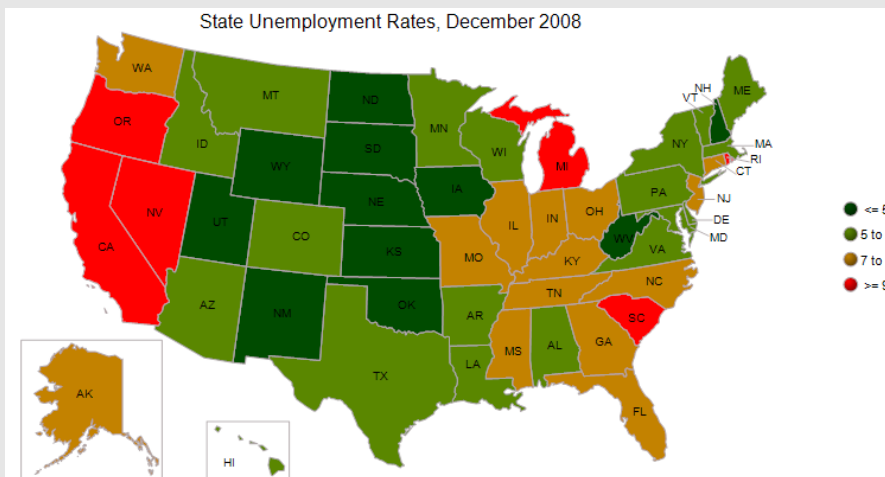 State Unemployment Rates, December 2008
WA
MT
ND
MN
ME
NH
VT
OR
ID
SD
WI
NY
MA
MI
RI
WY
CT
IA
NE
PA
NV
UT
IL
IN
OH
NJ
CO
WV
DE
KS
VA
MD
CA
MO
KY
NC
TN
AZ
NM
OK
AR
SC
MS
AL
GA
LA
TX
AK
FL
HI
<=
5 to
7 to
>=